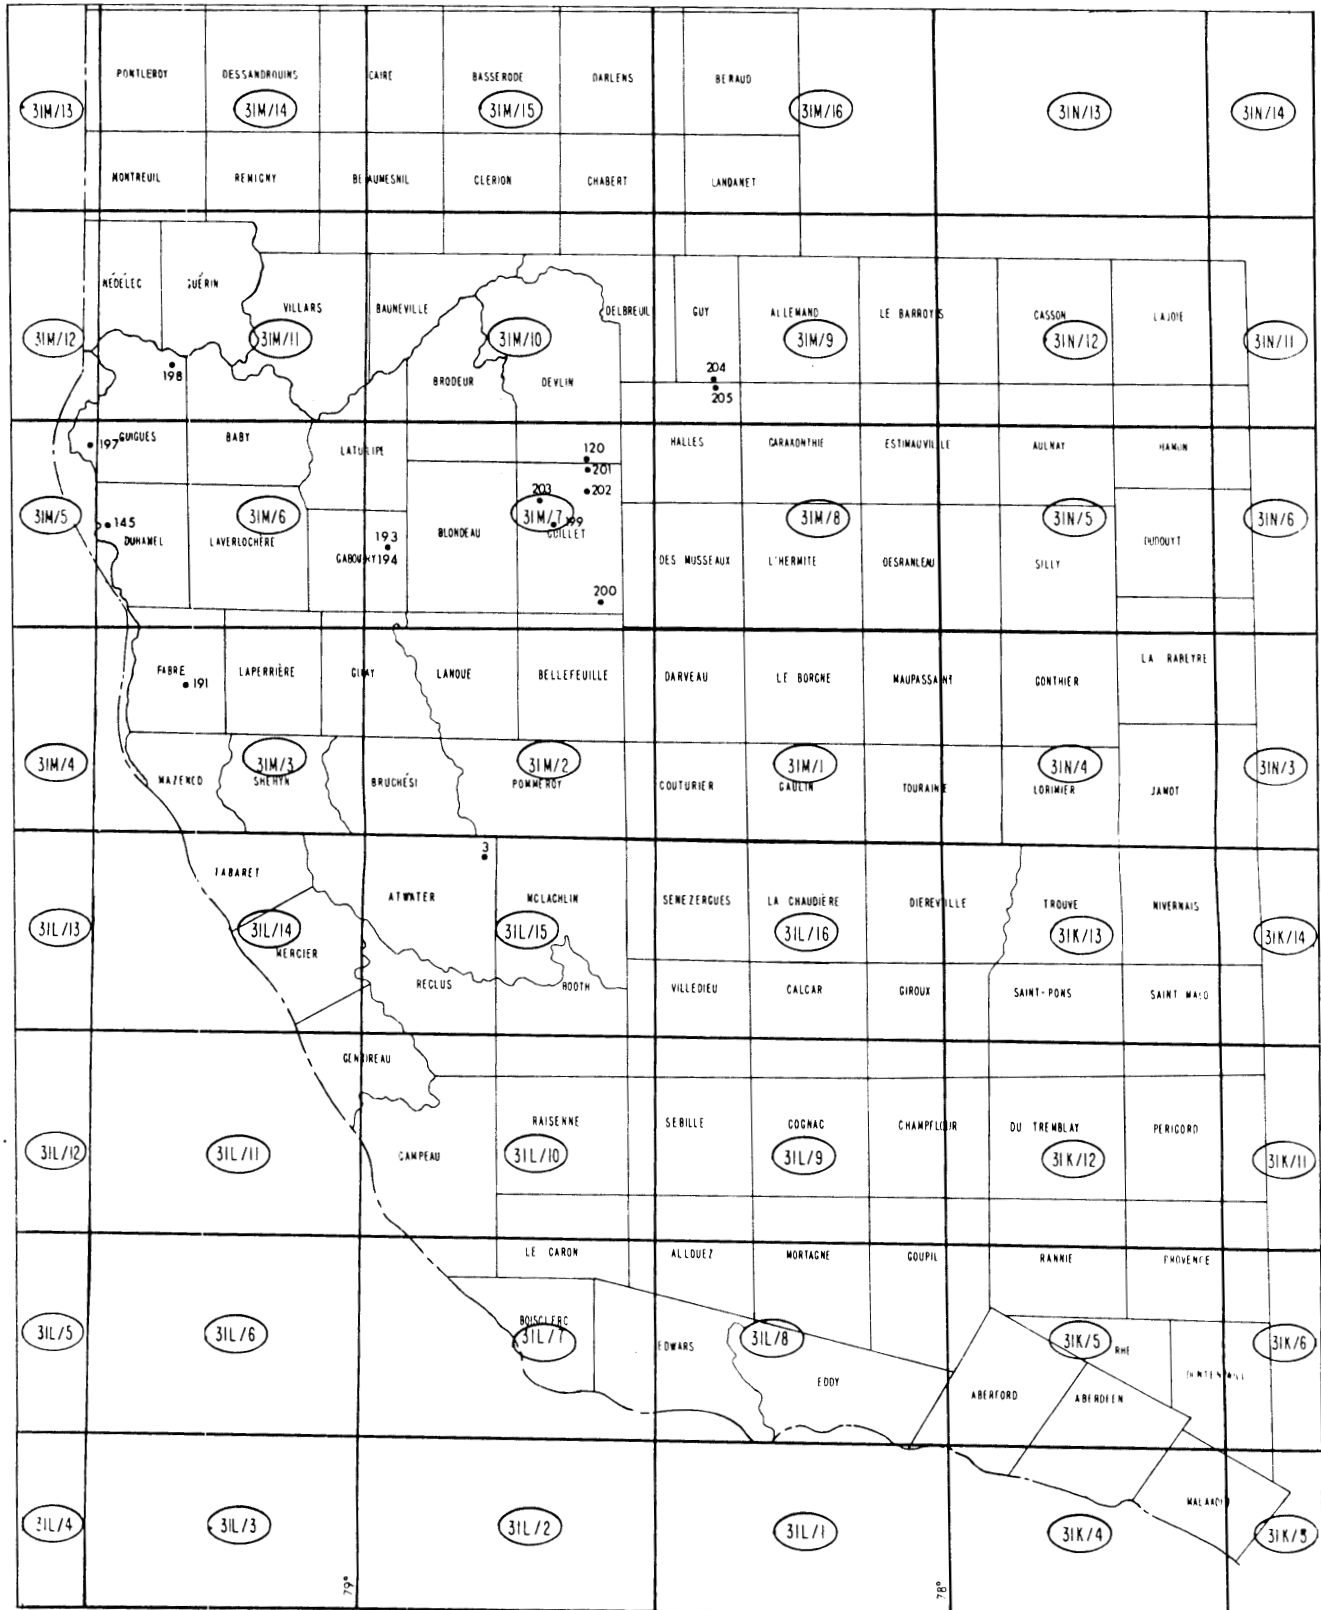 PONTLEROY DESSANDROUINS CAIRE BASSERODE DARLENS BERAUD
31M/13 31M/14 31M/15 31M/16 31N/13 31N/14
MONTREUIL REMIGNY BEAUMESNIL CLERION CHABERT LANDANET
NÉDÉLEC GUÉRIN VILLARS BAUNEVILLE DELBREUIL GUY ALLEMAND LE BARROYS CASSON LAJOIE
31M/12 31M/11 31M/10 31M/9 31N/12 31N/11
198 BRODEUR DEVLIN 204
205
197 GUIGUES BABY LATULIPE HALLES GARAKONTHIE ESTIMAUVILLE AULNAY HAMON
120
201
203 202
31M/5 145 31M/6 31M/7 199 31M/8 31N/5 31N/6
DUHAMEL LAVERLOCHÈRE 193 BLONDEAU GUILLET DUDOUYT
GABOURY 194 DES MUSSEAUX L'HERMITE DESRANLEAU SILLY
200
FABRE 191 LAPERRIÈRE GINAY LANOUE BELLEFEUILLE DARVEAU LE BORGNE MAUPASSANT GONTHIER LA RABEYRE
31M/4 31M/3 31M/2 31M/1 31N/4 31N/3
MAZENOD SHEHYN BRUCHÉSI POMMEROY COUTURIER GAULIN TOURAINE LORIMIER JAMOT
3
TABARET ATWATER MCLACHLIN SENEZERGUES LA CHAUDIÈRE DIEREVILLE TROUVE NIVERNAIS
31L/13 31L/14 31L/15 31L/16 31K/13 31K/14
MERCIER RECLUS BOOTH VILLEDIEU CALCAR GIROUX SAINT-PONS SAINT MALO
GENDREAU
RAISENNE SEBILLE COGNAC CHAMPFLOUR DU TREMBLAY PERIGORD
31L/12 31L/11 CAMPEAU 31L/10 31L/9 31K/12 31K/11
LE CARON ALLOUEZ MORTAGNE GOUPIL RANNIE PROVENCE
BOISCLERC
31L/5 31L/6 31L/7 EDWARS 31L/8 31K/5 RHE 31K/6
EDDY ABERFORD ABERDEEN
MALAKOFF
31L/4 31L/3 31L/2 31L/1 31K/4 31K/3
79° 78°